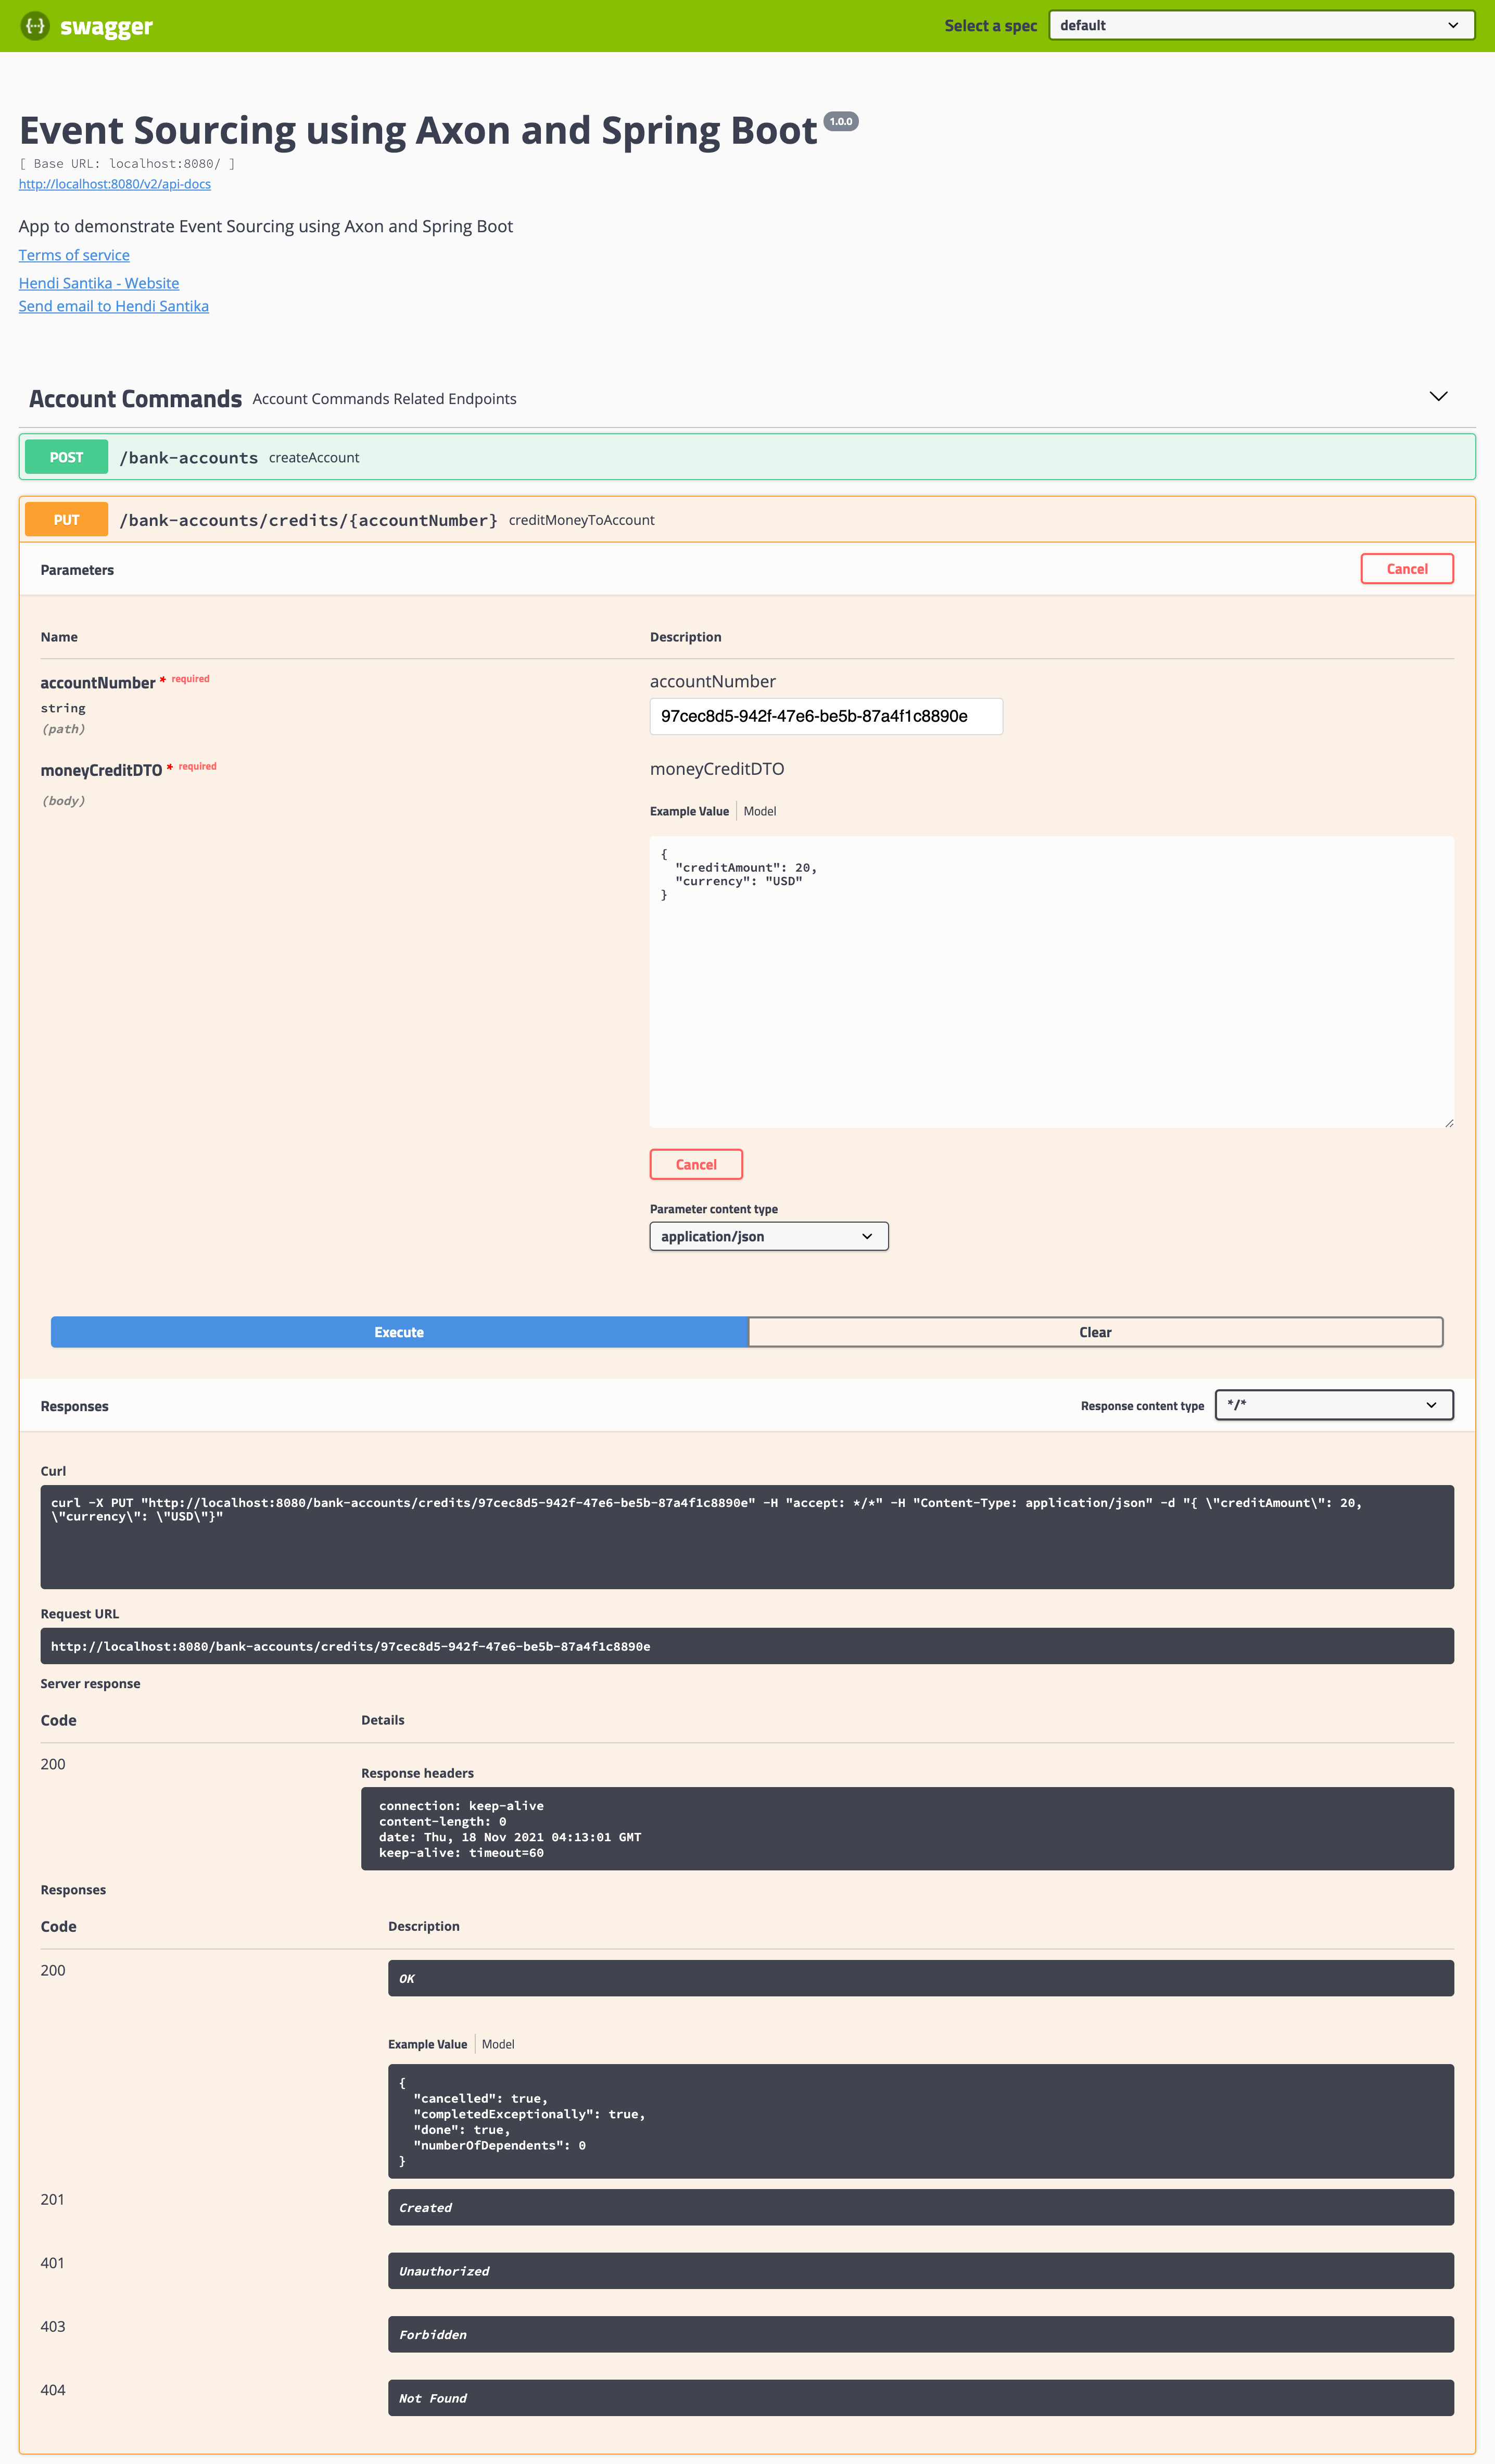 swagger
Select a spec default
Event Sourcing using Axon and Spring Boot 1.0.0
[ Base URL: localhost:8080/ ]
http://localhost:8080/v2/api-docs
App to demonstrate Event Sourcing using Axon and Spring Boot
Terms of service
Hendi Santika - Website
Send email to Hendi Santika
Account Commands Account Commands Related Endpoints
POST /bank-accounts createAccount
PUT /bank-accounts/credits/{accountNumber} creditMoneyToAccount
Parameters Cancel
Name Description
accountNumber * required accountNumber
string
(path)
97cec8d5-942f-47e6-be5b-87a4f1c8890e
moneyCreditDTO * required moneyCreditDTO
(body)
Example Value Model
{
"creditAmount": 20,
"currency": "USD"
}
Cancel
Parameter content type
application/json
Execute Clear
Responses Response content type */*
Curl
curl -X PUT "http://localhost:8080/bank-accounts/credits/97cec8d5-942f-47e6-be5b-87a4f1c8890e" -H "accept: */*" -H "Content-Type: application/json" -d "{ \"creditAmount\": 20,
\"currency\": \"USD\"}"
Request URL
http://localhost:8080/bank-accounts/credits/97cec8d5-942f-47e6-be5b-87a4f1c8890e
Server response
Code Details
200
Response headers
connection: keep-alive
content-length: 0
date: Thu, 18 Nov 2021 04:13:01 GMT
keep-alive: timeout=60
Responses
Code Description
200 OK
Example Value Model
{
"cancelled": true,
"completedExceptionally": true,
"done": true,
"numberOfDependents": 0
}
201 Created
401 Unauthorized
403 Forbidden
404 Not Found